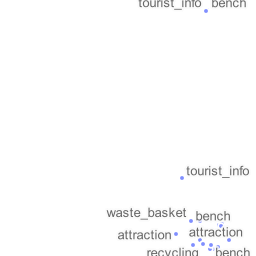 tourist_info bench
tourist_info
waste_basket bench
attraction attraction
recycling bench